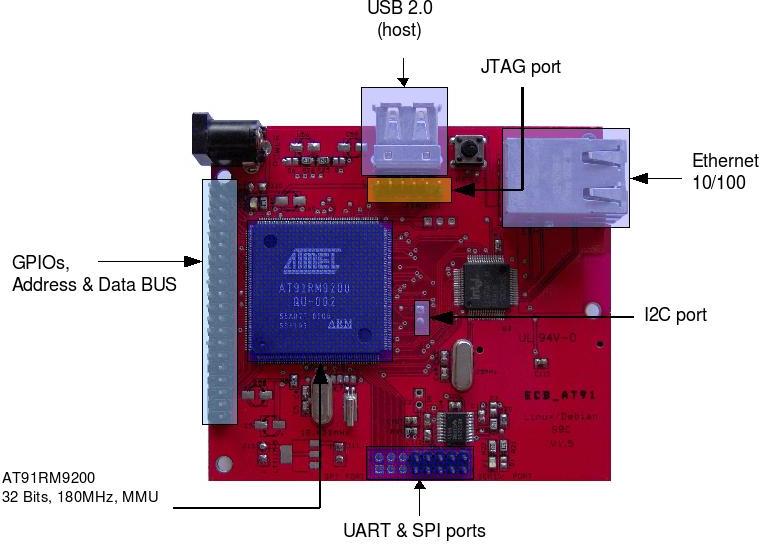 USB 2.0
(host)
JTAG port
Ethernet
10/100
GPIOs,
Address & Data BUS
ATMEL
AT91RM9200
QU-002
ARM
I2C port
UL 94V-0
ECB_AT91
Linux/Debian
SBC
V1.5
AT91RM9200
32 Bits, 180MHz, MMU
UART & SPI ports